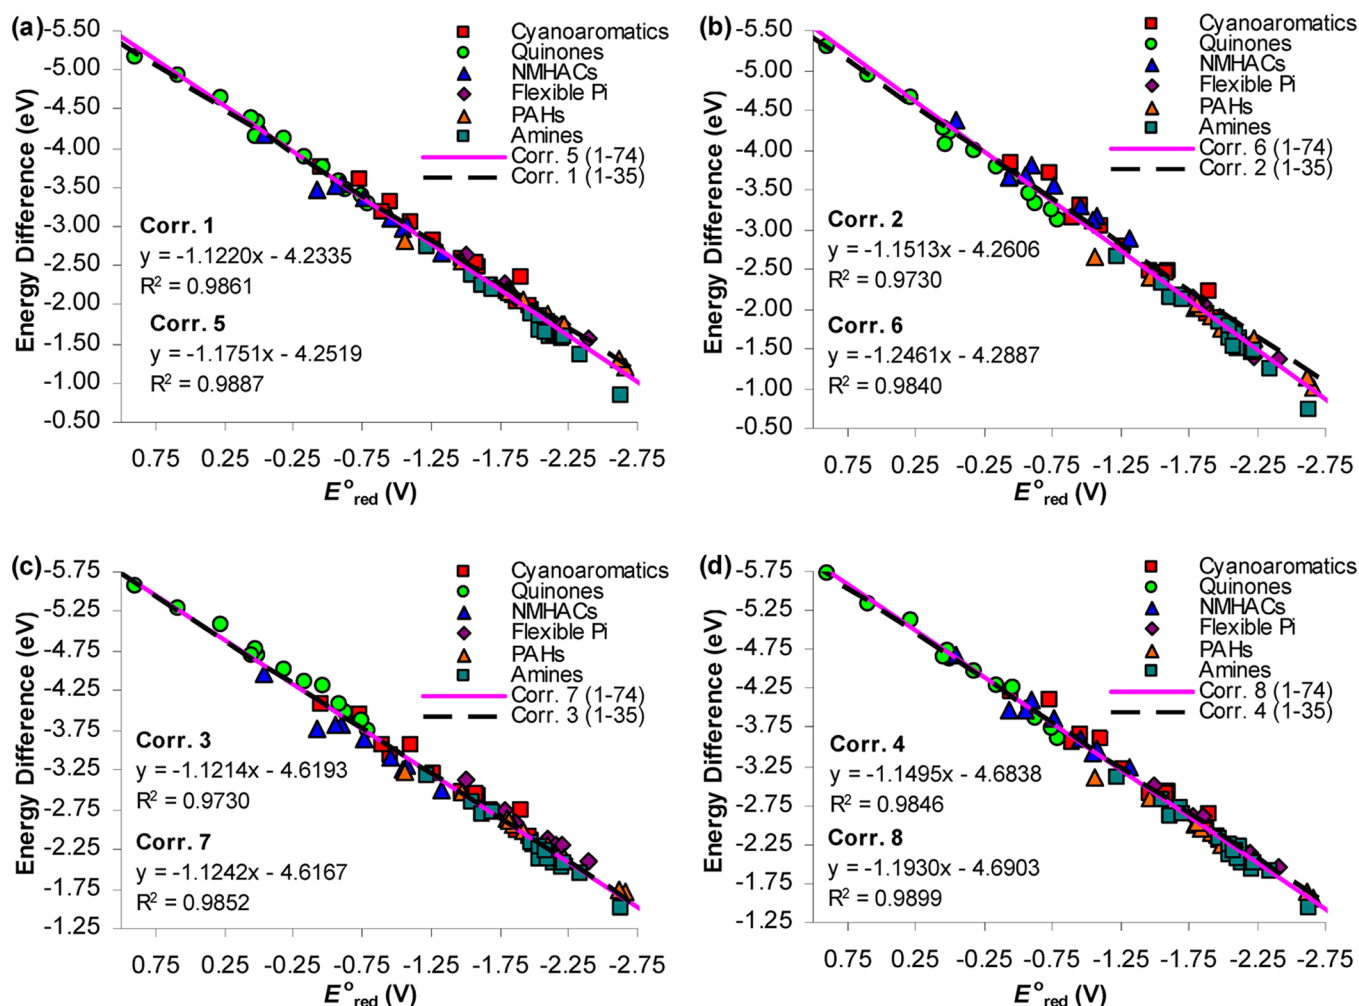 (a)
-5.50
-5.00
-4.50
-4.00
-3.50
-3.00
-2.50
-2.00
-1.50
-1.00
-0.50
Energy Difference (eV)
Cyanoaromatics
Quinones
NMHACs
Flexible Pi
PAHs
Amines
Corr. 5 (1-74)
Corr. 1 (1-35)
Corr. 1
y = -1.1220x - 4.2335
R² = 0.9861
Corr. 5
y = -1.1751x - 4.2519
R² = 0.9887
0.75 0.25 -0.25 -0.75 -1.25 -1.75 -2.25 -2.75
E°red (V)
(b)
-5.50
-5.00
-4.50
-4.00
-3.50
-3.00
-2.50
-2.00
-1.50
-1.00
-0.50
Energy Difference (eV)
Cyanoaromatics
Quinones
NMHACs
Flexible Pi
PAHs
Amines
Corr. 6 (1-74)
Corr. 2 (1-35)
Corr. 2
y = -1.1513x - 4.2606
R² = 0.9730
Corr. 6
y = -1.2461x - 4.2887
R² = 0.9840
0.75 0.25 -0.25 -0.75 -1.25 -1.75 -2.25 -2.75
E°red (V)
(c)
-5.75
-5.25
-4.75
-4.25
-3.75
-3.25
-2.75
-2.25
-1.75
-1.25
Energy Difference (eV)
Cyanoaromatics
Quinones
NMHACs
Flexible Pi
PAHs
Amines
Corr. 7 (1-74)
Corr. 3 (1-35)
Corr. 3
y = -1.1214x - 4.6193
R² = 0.9730
Corr. 7
y = -1.1242x - 4.6167
R² = 0.9852
0.75 0.25 -0.25 -0.75 -1.25 -1.75 -2.25 -2.75
E°red (V)
(d)
-5.75
-5.25
-4.75
-4.25
-3.75
-3.25
-2.75
-2.25
-1.75
-1.25
Energy Difference (eV)
Cyanoaromatics
Quinones
NMHACs
Flexible Pi
PAHs
Amines
Corr. 8 (1-74)
Corr. 4 (1-35)
Corr. 4
y = -1.1495x - 4.6838
R² = 0.9846
Corr. 8
y = -1.1930x - 4.6903
R² = 0.9899
0.75 0.25 -0.25 -0.75 -1.25 -1.75 -2.25 -2.75
E°red (V)